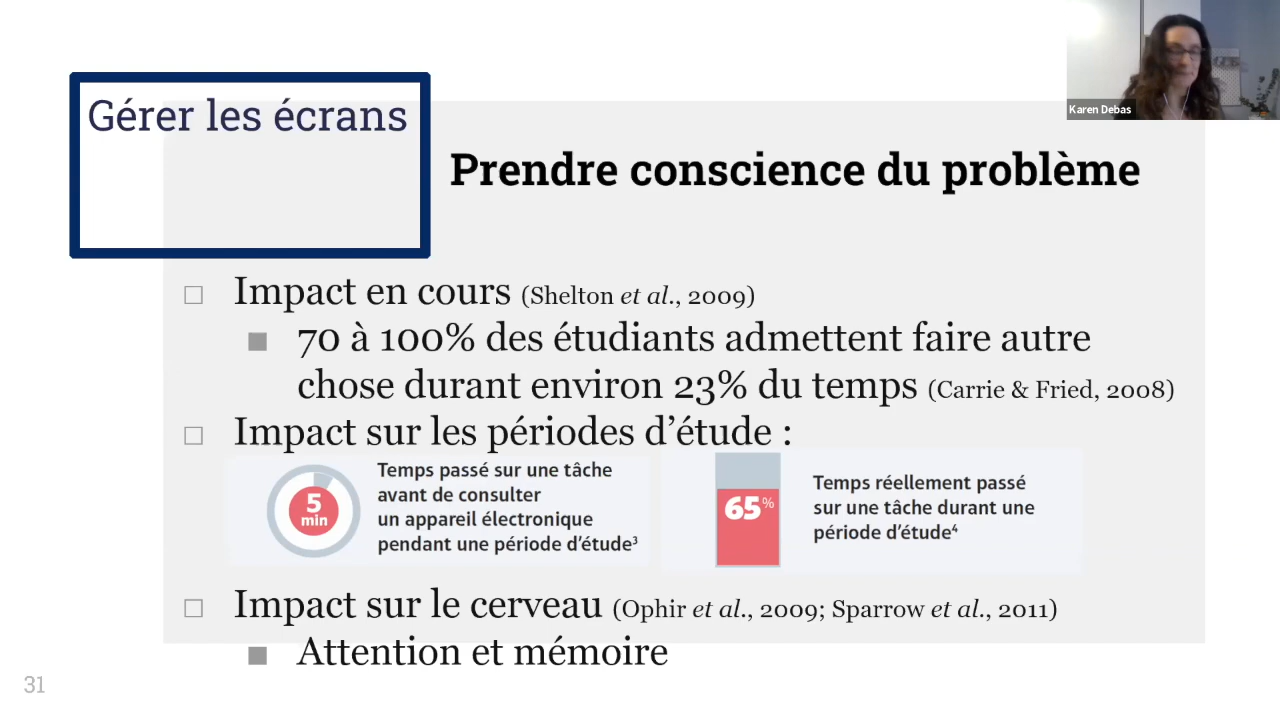 Karen Debas
Gérer les écrans
Prendre conscience du problème
Impact en cours (Shelton et al., 2009)
70 à 100% des étudiants admettent faire autre
chose durant environ 23% du temps (Carrie & Fried, 2008)
Impact sur les périodes d’étude :
5
min
Temps passé sur une tâche
avant de consulter
un appareil électronique
pendant une période d’étude³
65%
Temps réellement passé
sur une tâche durant une
période d’étude⁴
Impact sur le cerveau (Ophir et al., 2009; Sparrow et al., 2011)
Attention et mémoire
31